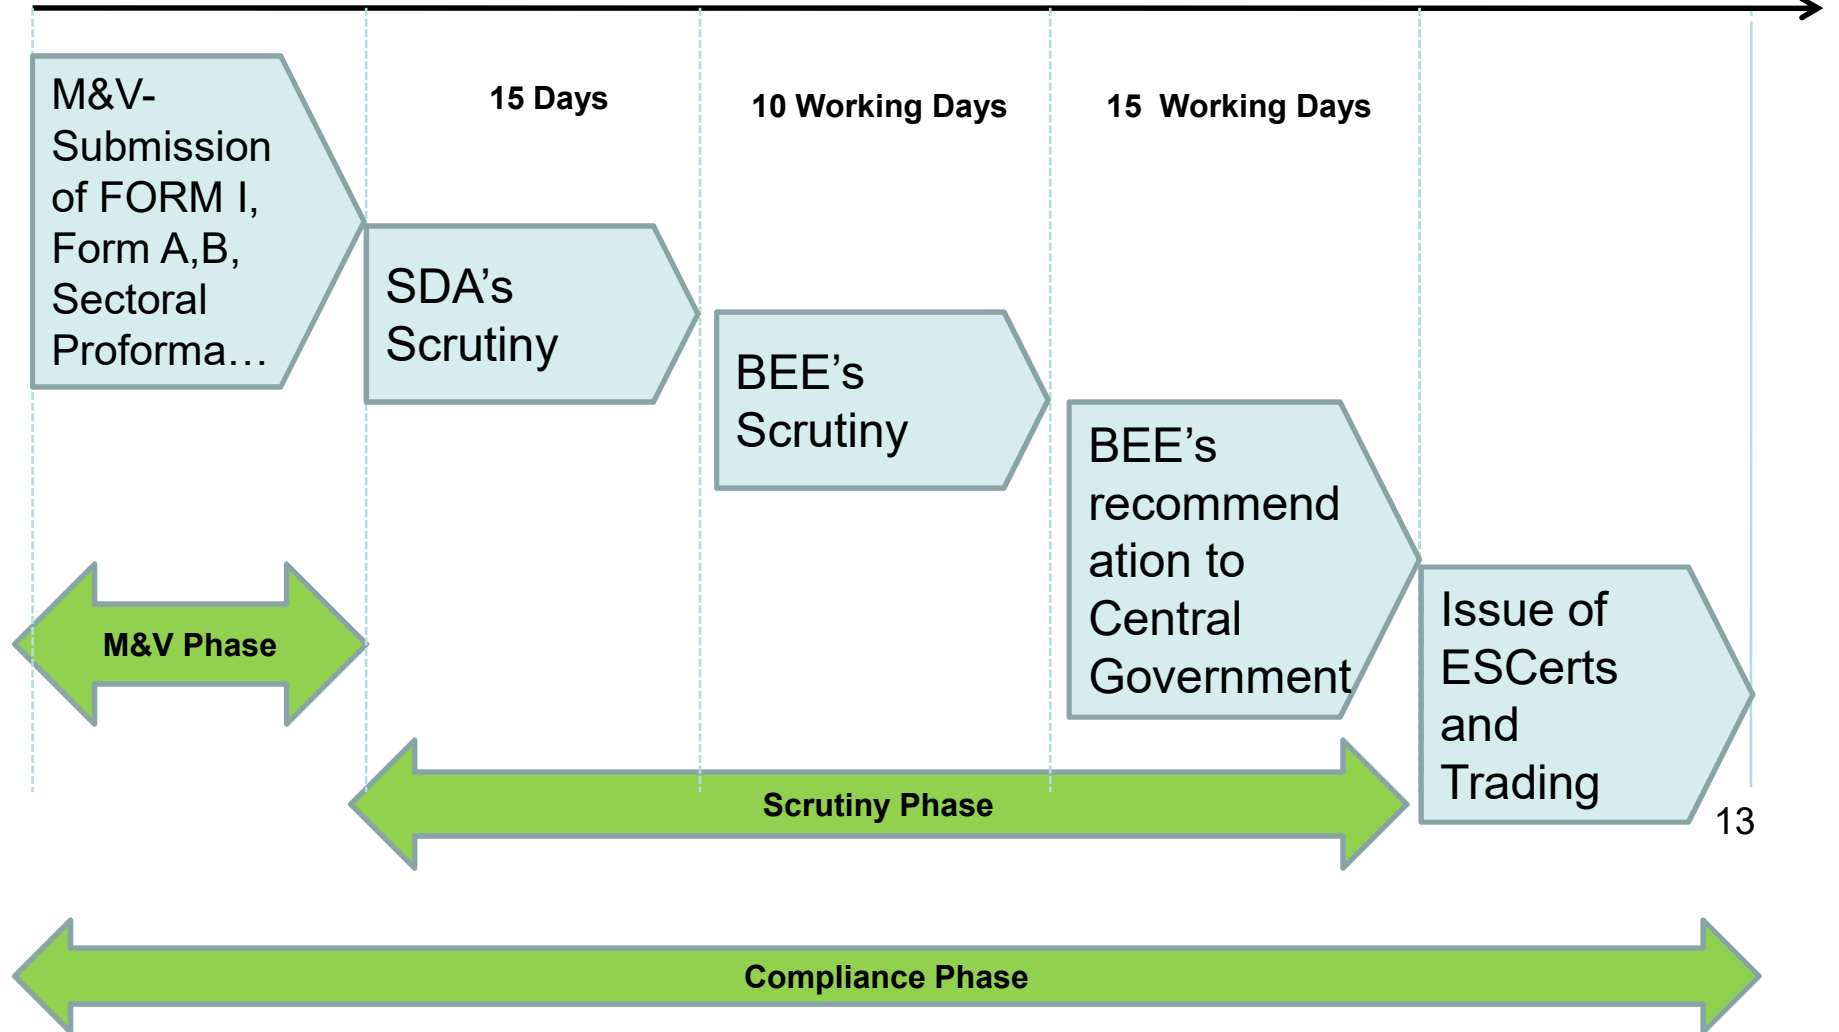 M&V-
Submission
of FORM I,
Form A,B,
Sectoral
Proforma…
15 Days
10 Working Days
15 Working Days
SDA’s
Scrutiny
BEE’s
Scrutiny
BEE’s
recommend
ation to
Central
Government
Issue of
ESCerts
and
Trading
M&V Phase
Scrutiny Phase
13
Compliance Phase